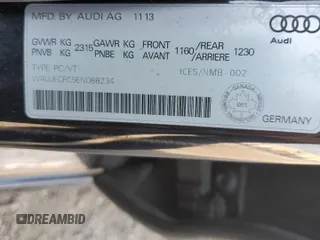 MFD. BY AUDI AG 1113
Audi
GVWR KG 2315 GAWR KG FRONT 1160 /REAR 1230
PNVB KG PNBE KG AVANT /ARRIERE
TYPE PC/VT ICES/NMB-002
GERMANY
DREAMBID